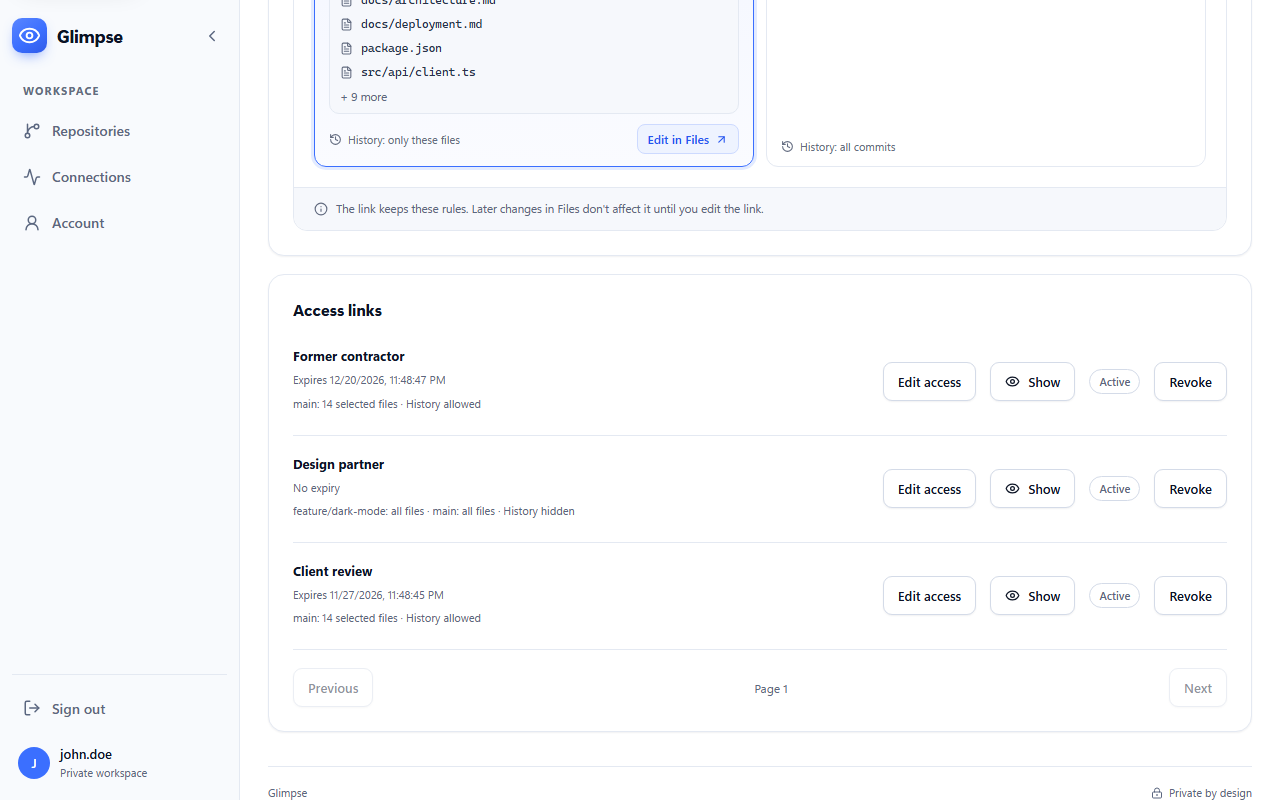 Glimpse
WORKSPACE
Repositories
Connections
Account
Sign out
J
john.doe
Private workspace
docs/architecture.md
docs/deployment.md
package.json
src/api/client.ts
+ 9 more
History: only these files
Edit in Files
History: all commits
The link keeps these rules. Later changes in Files don't affect it until you edit the link.
Access links
Former contractor
Expires 12/20/2026, 11:48:47 PM
main: 14 selected files · History allowed
Edit access
Show
Active
Revoke
Design partner
No expiry
feature/dark-mode: all files · main: all files · History hidden
Edit access
Show
Active
Revoke
Client review
Expires 11/27/2026, 11:48:45 PM
main: 14 selected files · History allowed
Edit access
Show
Active
Revoke
Previous
Page 1
Next
Glimpse
Private by design